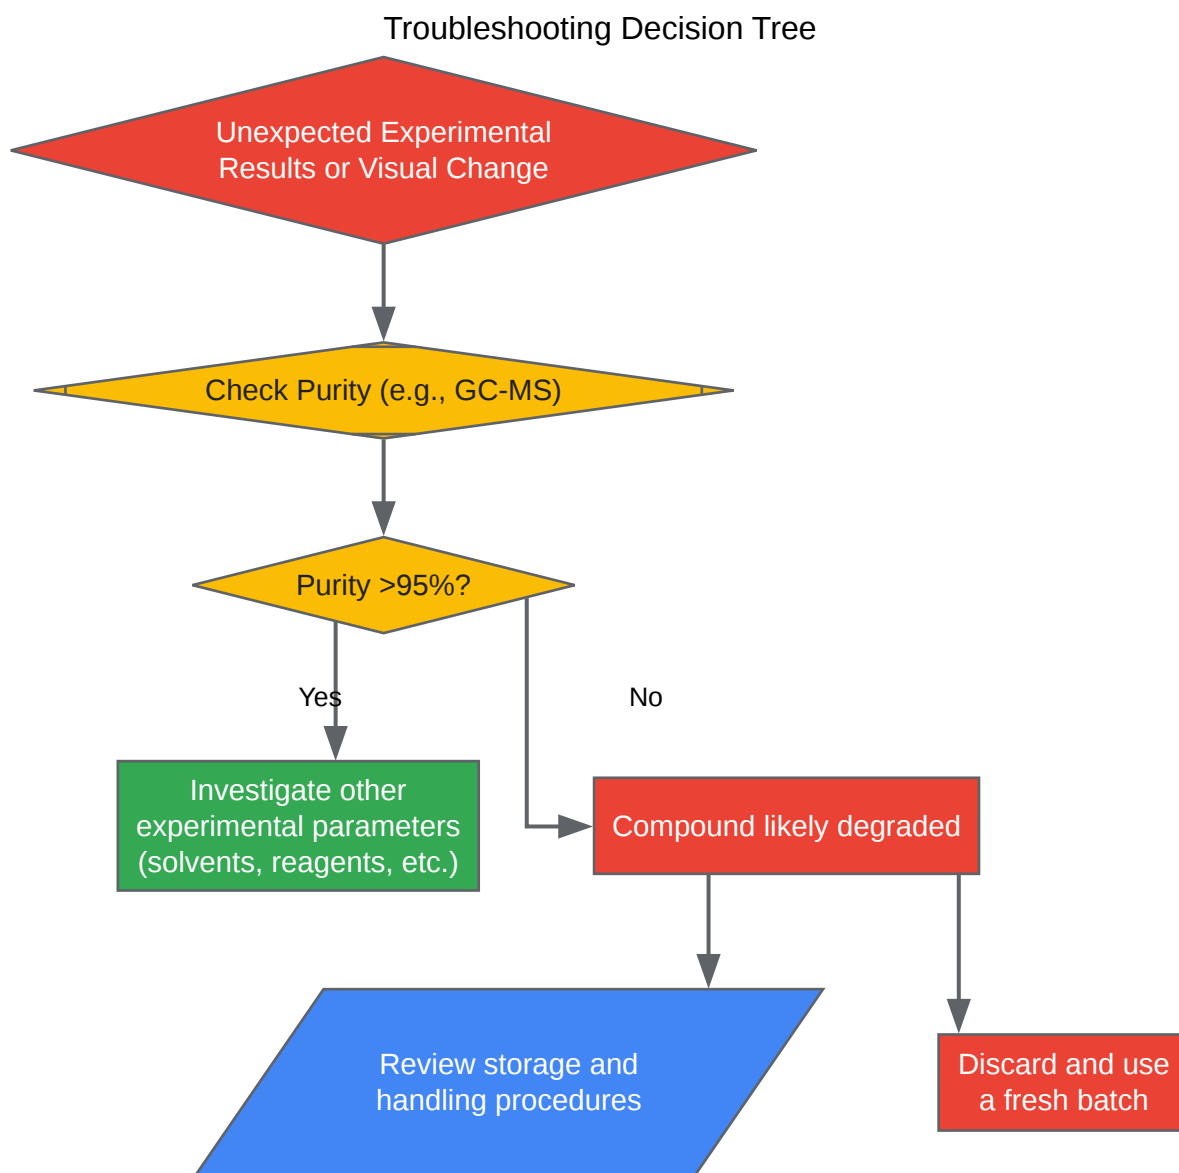 Troubleshooting Decision Tree
Unexpected Experimental
Results or Visual Change
Check Purity (e.g., GC-MS)
Purity >95%?
Yes
No
Investigate other
experimental parameters
(solvents, reagents, etc.)
Compound likely degraded
Review storage and
handling procedures
Discard and use
a fresh batch